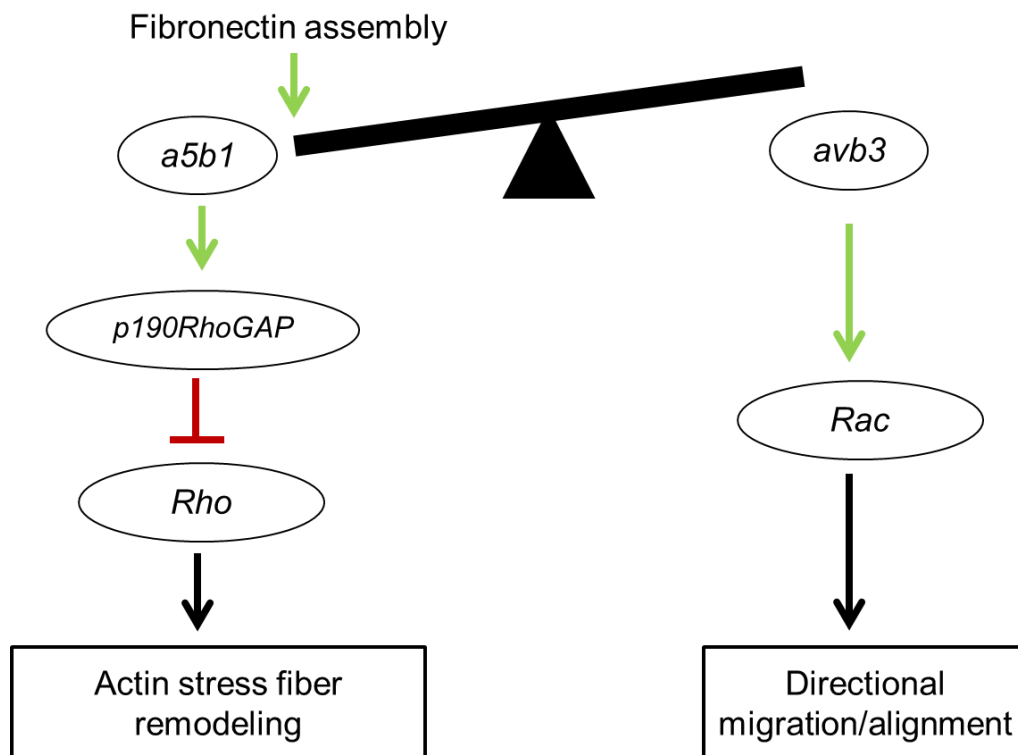 Fibronectin assembly
a5b1
avb3
p190RhoGAP
Rac
Rho
Actin stress fiber
remodeling
Directional
migration/alignment